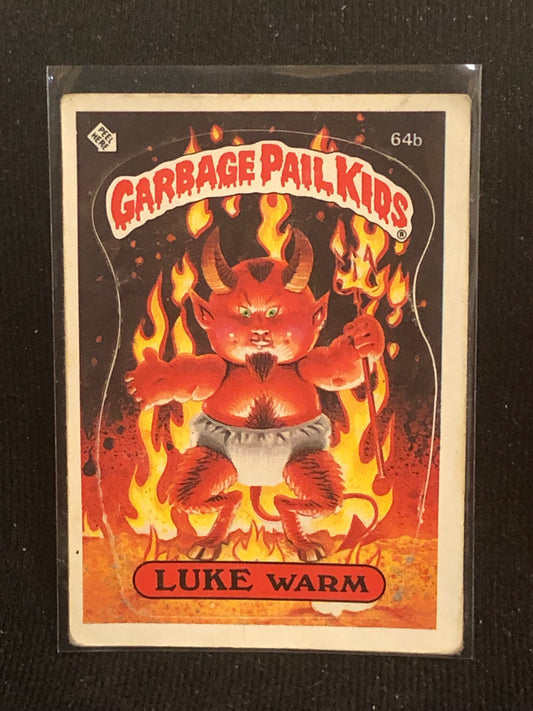 PEEL HERE
64b
GARBAGE PAIL KIDS
®
LUKE WARM